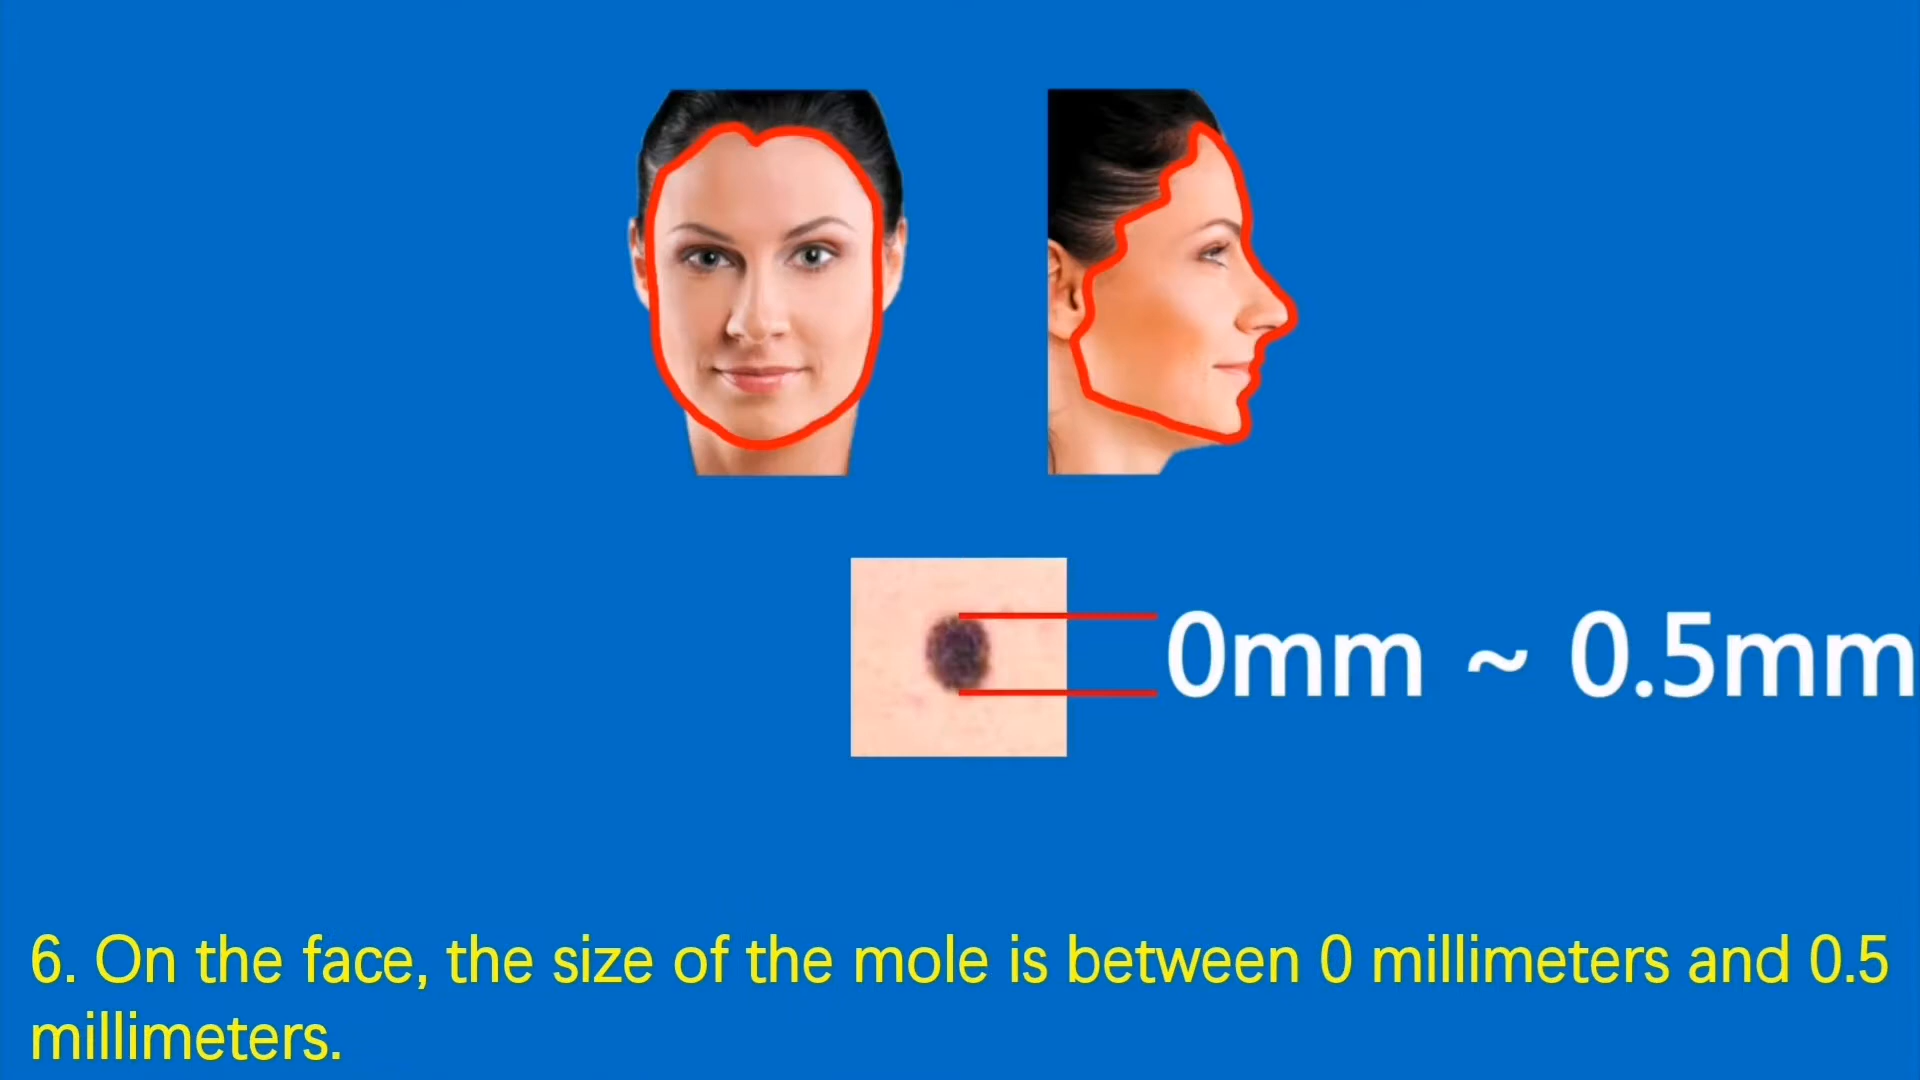 0mm ~ 0.5mm
6. On the face, the size of the mole is between 0 millimeters and 0.5
millimeters.